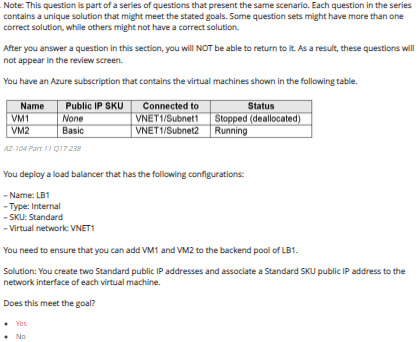 Note: This question is part of a series of questions that present the same scenario. Each question in the series
contains a unique solution that might meet the stated goals. Some question sets might have more than one
correct solution, while others might not have a correct solution.
After you answer a question in this section, you will NOT be able to return to it. As a result, these questions will
not appear in the review screen.
You have an Azure subscription that contains the virtual machines shown in the following table.
Name Public IP SKU Connected to Status
VM1 None VNET1/Subnet1 Stopped (deallocated)
VM2 Basic VNET1/Subnet2 Running
AZ-104 Part 11 Q17 238
You deploy a load balancer that has the following configurations:
– Name: LB1
– Type: Internal
– SKU: Standard
– Virtual network: VNET1
You need to ensure that you can add VM1 and VM2 to the backend pool of LB1.
Solution: You create two Standard public IP addresses and associate a Standard SKU public IP address to the
network interface of each virtual machine.
Does this meet the goal?
• Yes
• No